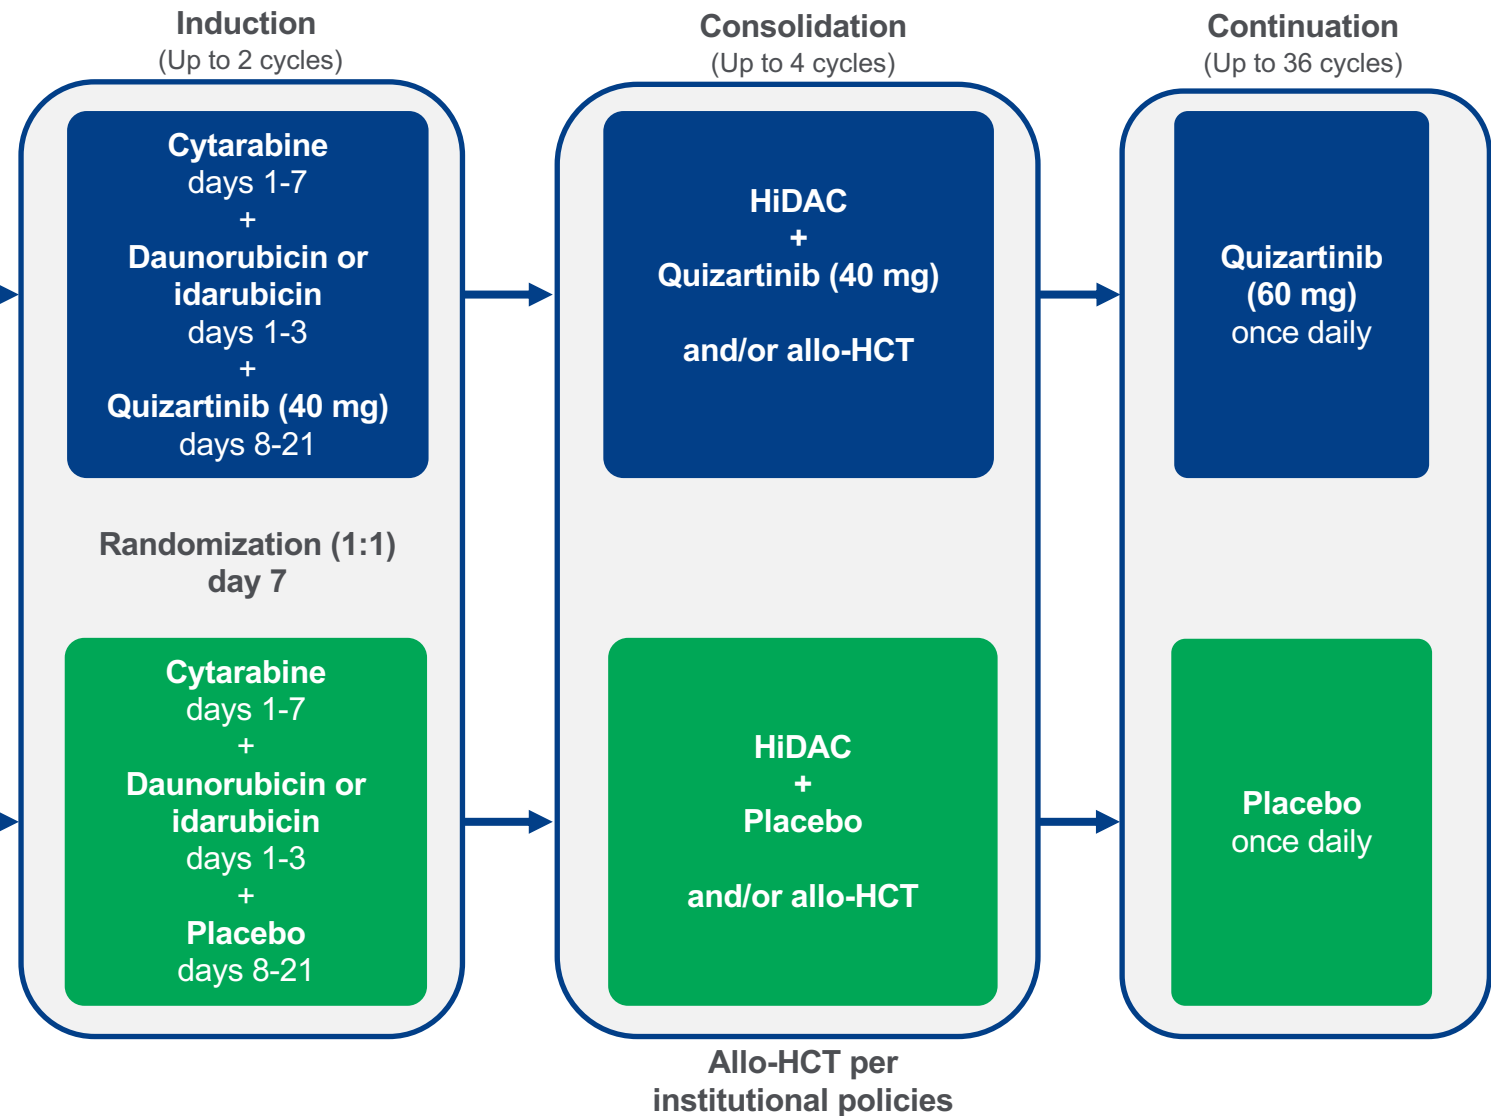 Induction
(Up to 2 cycles)
Cytarabine
days 1-7
+
Daunorubicin or
idarubicin
days 1-3
+
Quizartinib (40 mg)
days 8-21
Randomization (1:1)
day 7
Cytarabine
days 1-7
+
Daunorubicin or
idarubicin
days 1-3
+
Placebo
days 8-21
Consolidation
(Up to 4 cycles)
HiDAC
+
Quizartinib (40 mg)
and/or allo-HCT
HiDAC
+
Placebo
and/or allo-HCT
Allo-HCT per
institutional policies
Continuation
(Up to 36 cycles)
Quizartinib
(60 mg)
once daily
Placebo
once daily